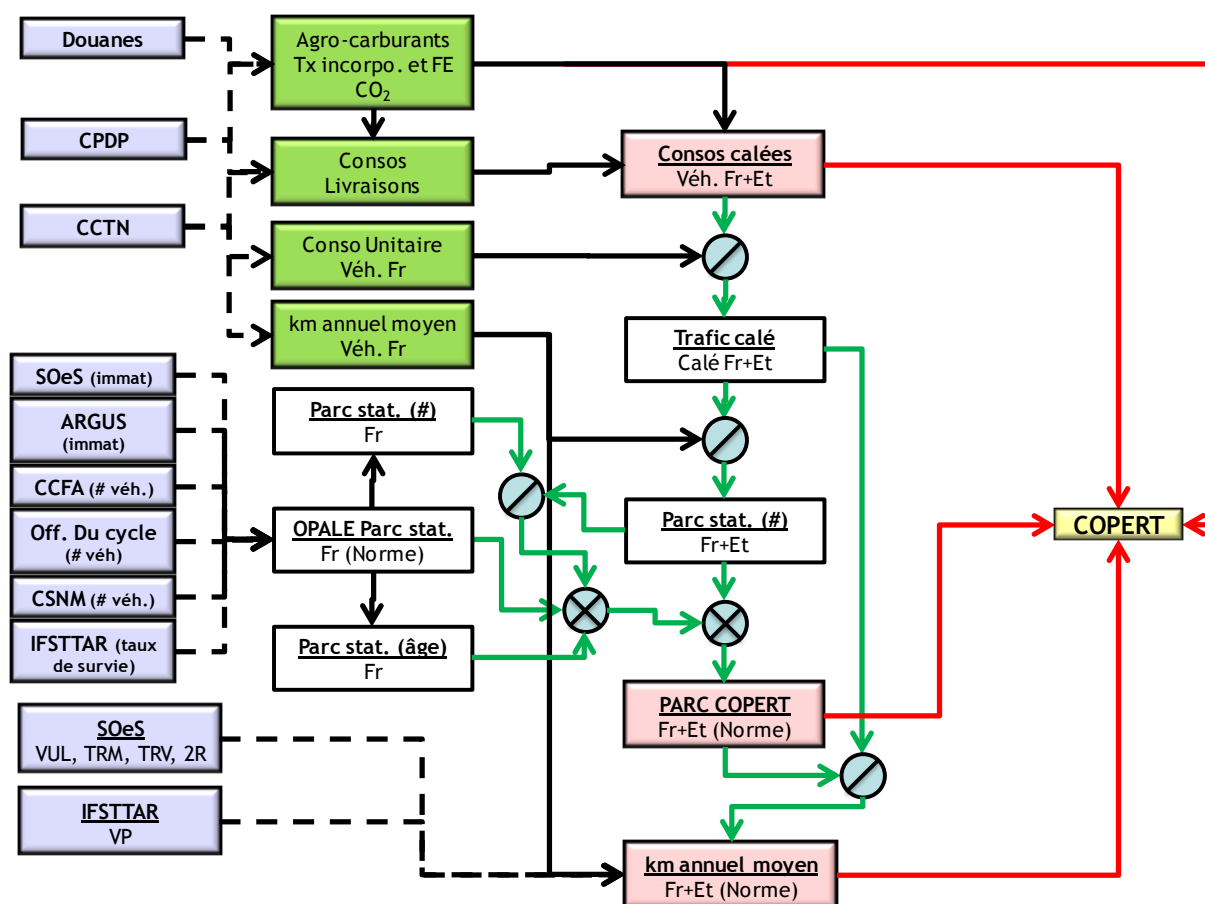 Douanes
CPDP
CCTN
Agro-carburants
Tx incorpo. et FE
CO₂
Consos
Livraisons
Conso Unitaire
Véh. Fr
km annuel moyen
Véh. Fr
Consos calées
Véh. Fr+Et
Trafic calé
Calé Fr+Et
SOeS (immat)
ARGUS
(immat)
CCFA (# véh.)
Off. Du cycle
(# véh)
CSNM (# véh.)
IFSTTAR (taux
de survie)
Parc stat. (#)
Fr
OPALE Parc stat.
Fr (Norme)
Parc stat. (âge)
Fr
Parc stat. (#)
Fr+Et
COPERT
PARC COPERT
Fr+Et (Norme)
SOeS
VUL, TRM, TRV, 2R
IFSTTAR
VP
km annuel moyen
Fr+Et (Norme)